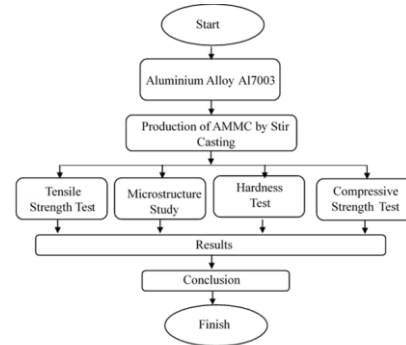 Start
Aluminium Alloy Al7003
Production of AMMC by Stir
Casting
Tensile
Strength Test
Microstructure
Study
Hardness
Test
Compressive
Strength Test
Results
Conclusion
Finish